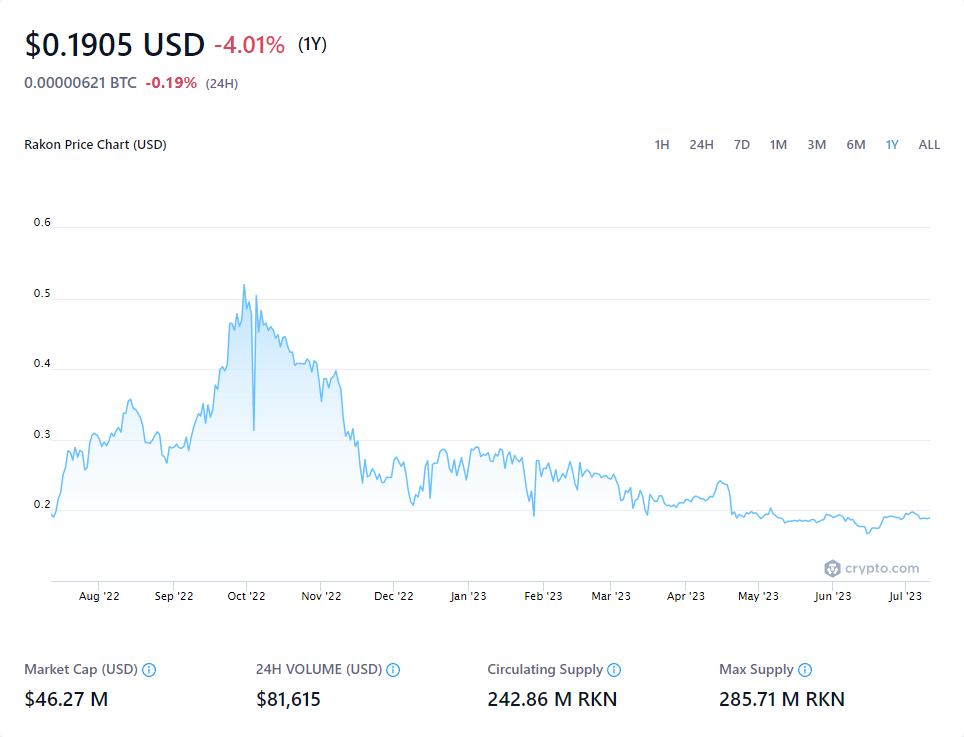 $0.1905 USD -4.01% (1Y)
0.00000621 BTC -0.19% (24H)
Rakon Price Chart (USD) 1H 24H 7D 1M 3M 6M 1Y ALL
0.6
0.5
0.4
0.3
0.2
crypto.com
Aug '22 Sep '22 Oct '22 Nov '22 Dec '22 Jan '23 Feb '23 Mar '23 Apr '23 May '23 Jun '23 Jul '23
Market Cap (USD) 24H VOLUME (USD) Circulating Supply Max Supply
$46.27 M $81,615 242.86 M RKN 285.71 M RKN